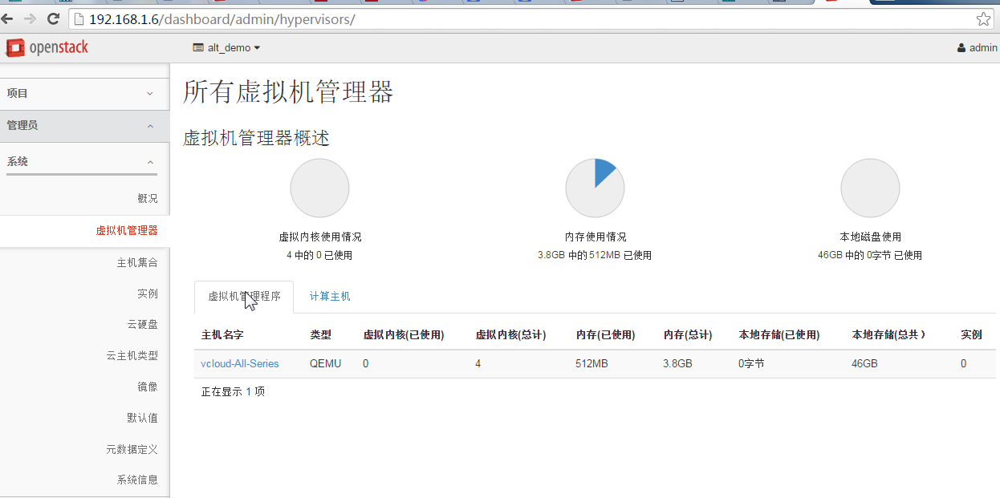 192.168.1.6/dashboard/admin/hypervisors/
openstack
alt_demo
admin
项目
管理员
系统
概况
虚拟机管理器
主机集合
实例
云硬盘
云主机类型
镜像
默认值
元数据定义
系统信息
所有虚拟机管理器
虚拟机管理器概述
虚拟内核使用情况
4 中的 0 已使用
内存使用情况
3.8GB 中的 512MB 已使用
本地磁盘使用
46GB 中的 0字节 已使用
虚拟机管理程序 计算主机
主机名字 类型 虚拟内核(已使用) 虚拟内核(总计) 内存(已使用) 内存(总计) 本地存储(已使用) 本地存储(总共） 实例
vcloud-All-Series QEMU 0 4 512MB 3.8GB 0字节 46GB 0
正在显示 1 项